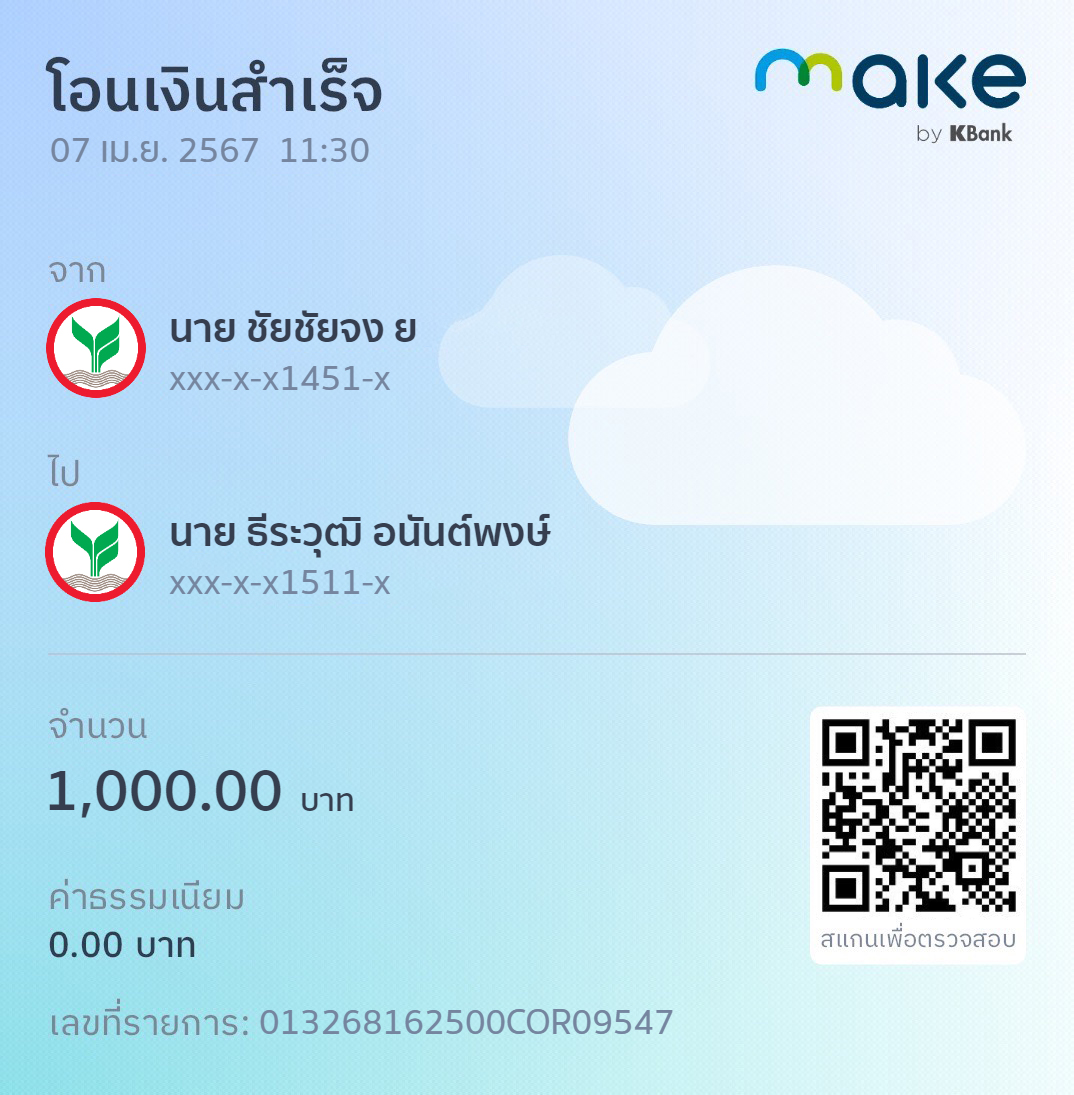 โอนเงินสำเร็จ
make
07 เม.ย. 2567 11:30
by KBank
จาก
นาย ชัยชัยจง ย
xxx-x-x1451-x
ไป
นาย ธีระวุฒิ อนันต์พงษ์
xxx-x-x1511-x
จำนวน
1,000.00 บาท
ค่าธรรมเนียม
0.00 บาท
สแกนเพื่อตรวจสอบ
เลขที่รายการ: 013268162500COR09547